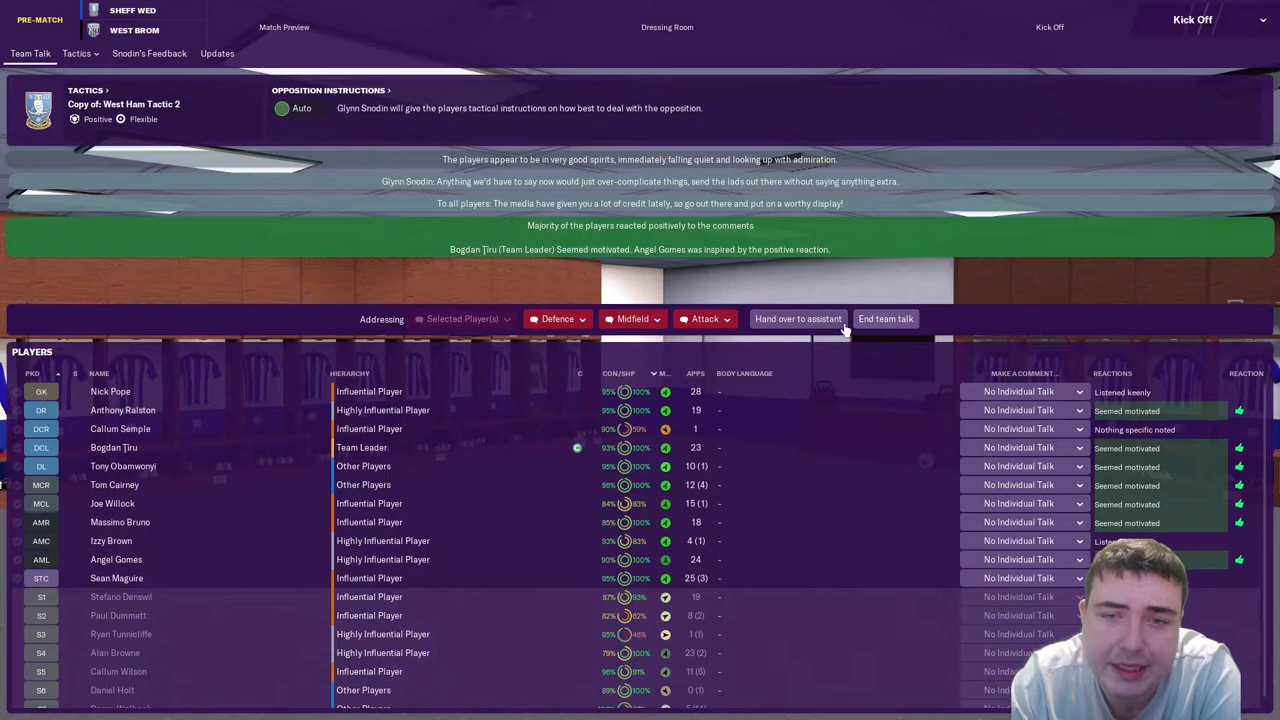 PRE-MATCH
SHEFF WED
WEST BROM
Match Preview
Dressing Room
Kick Off
Kick Off
Team Talk
Tactics
Snodin's Feedback
Updates
TACTICS >
Copy of: West Ham Tactic 2
Positive
Flexible
OPPOSITION INSTRUCTIONS >
Auto
Glynn Snodin will give the players tactical instructions on how best to deal with the opposition.
The players appear to be in very good spirits, immediately falling quiet and looking up with admiration.
Glynn Snodin: Anything we'd have to say now would just over-complicate things, send the lads out there without saying anything extra.
To all players: The media have given you a lot of credit lately, so go out there and put on a worthy display!
Majority of the players reacted positively to the comments
Bogdan Țîru (Team Leader) Seemed motivated. Angel Gomes was inspired by the positive reaction.
Addressing
Selected Player(s)
Defence
Midfield
Attack
Hand over to assistant
End team talk
PLAYERS
PKD S NAME HIERARCHY C CON/SHP M... APPS BODY LANGUAGE MAKE A COMMENT... REACTIONS REACTION
GK Nick Pope Influential Player 95% 100% 28 - No Individual Talk Listened keenly
DR Anthony Ralston Highly Influential Player 95% 100% 19 - No Individual Talk Seemed motivated
DCR Callum Semple Influential Player 90% 59% 1 - No Individual Talk Nothing specific noted
DCL Bogdan Țîru Team Leader C 93% 100% 23 - No Individual Talk Seemed motivated
DL Tony Obamwonyi Other Players 95% 100% 10 (1) - No Individual Talk Seemed motivated
MCR Tom Cairney Other Players 96% 100% 12 (4) - No Individual Talk Seemed motivated
MCL Joe Willock Influential Player 84% 83% 15 (1) - No Individual Talk Seemed motivated
AMR Massimo Bruno Influential Player 85% 100% 18 - No Individual Talk Seemed motivated
AMC Izzy Brown Highly Influential Player 93% 83% 4 (1) - No Individual Talk
AML Angel Gomes Highly Influential Player 90% 100% 24 - No Individual Talk
STC Sean Maguire Influential Player 95% 100% 25 (3) - No Individual Talk
S1 Stefano Denswil Influential Player 87% 93% 19 - No Individual Talk
S2 Paul Dummett Influential Player 82% 62% 8 (2) - No Individual Talk
S3 Ryan Tunnicliffe Highly Influential Player 95% 46% 1 (1) - No Individual Talk
S4 Alan Browne Highly Influential Player 79% 100% 23 (2) - No Individual Talk
S5 Callum Wilson Influential Player 96% 91% 11 (6) - No Individual Talk
S6 Daniel Holt Other Players 89% 100% 0 (1) - No Individual Talk